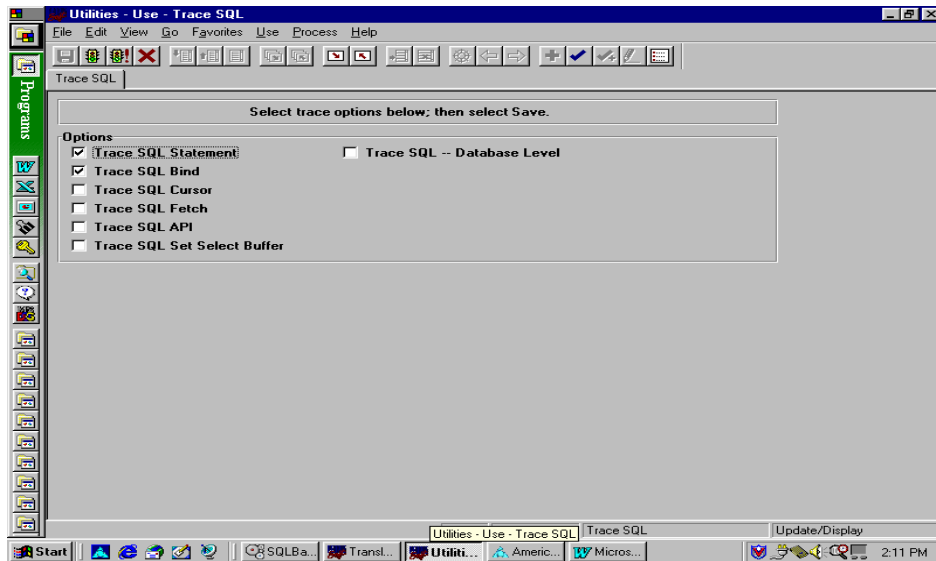 Utilities - Use - Trace SQL
File Edit View Go Favorites Use Process Help
Trace SQL
Programs
Select trace options below; then select Save.
Options
Trace SQL Statement
Trace SQL -- Database Level
Trace SQL Bind
Trace SQL Cursor
Trace SQL Fetch
Trace SQL API
Trace SQL Set Select Buffer
Utilities - Use - Trace SQL
Trace SQL
Update/Display
Start
SQLBa...
Transl...
Utiliti...
Americ...
Micros...
2:11 PM